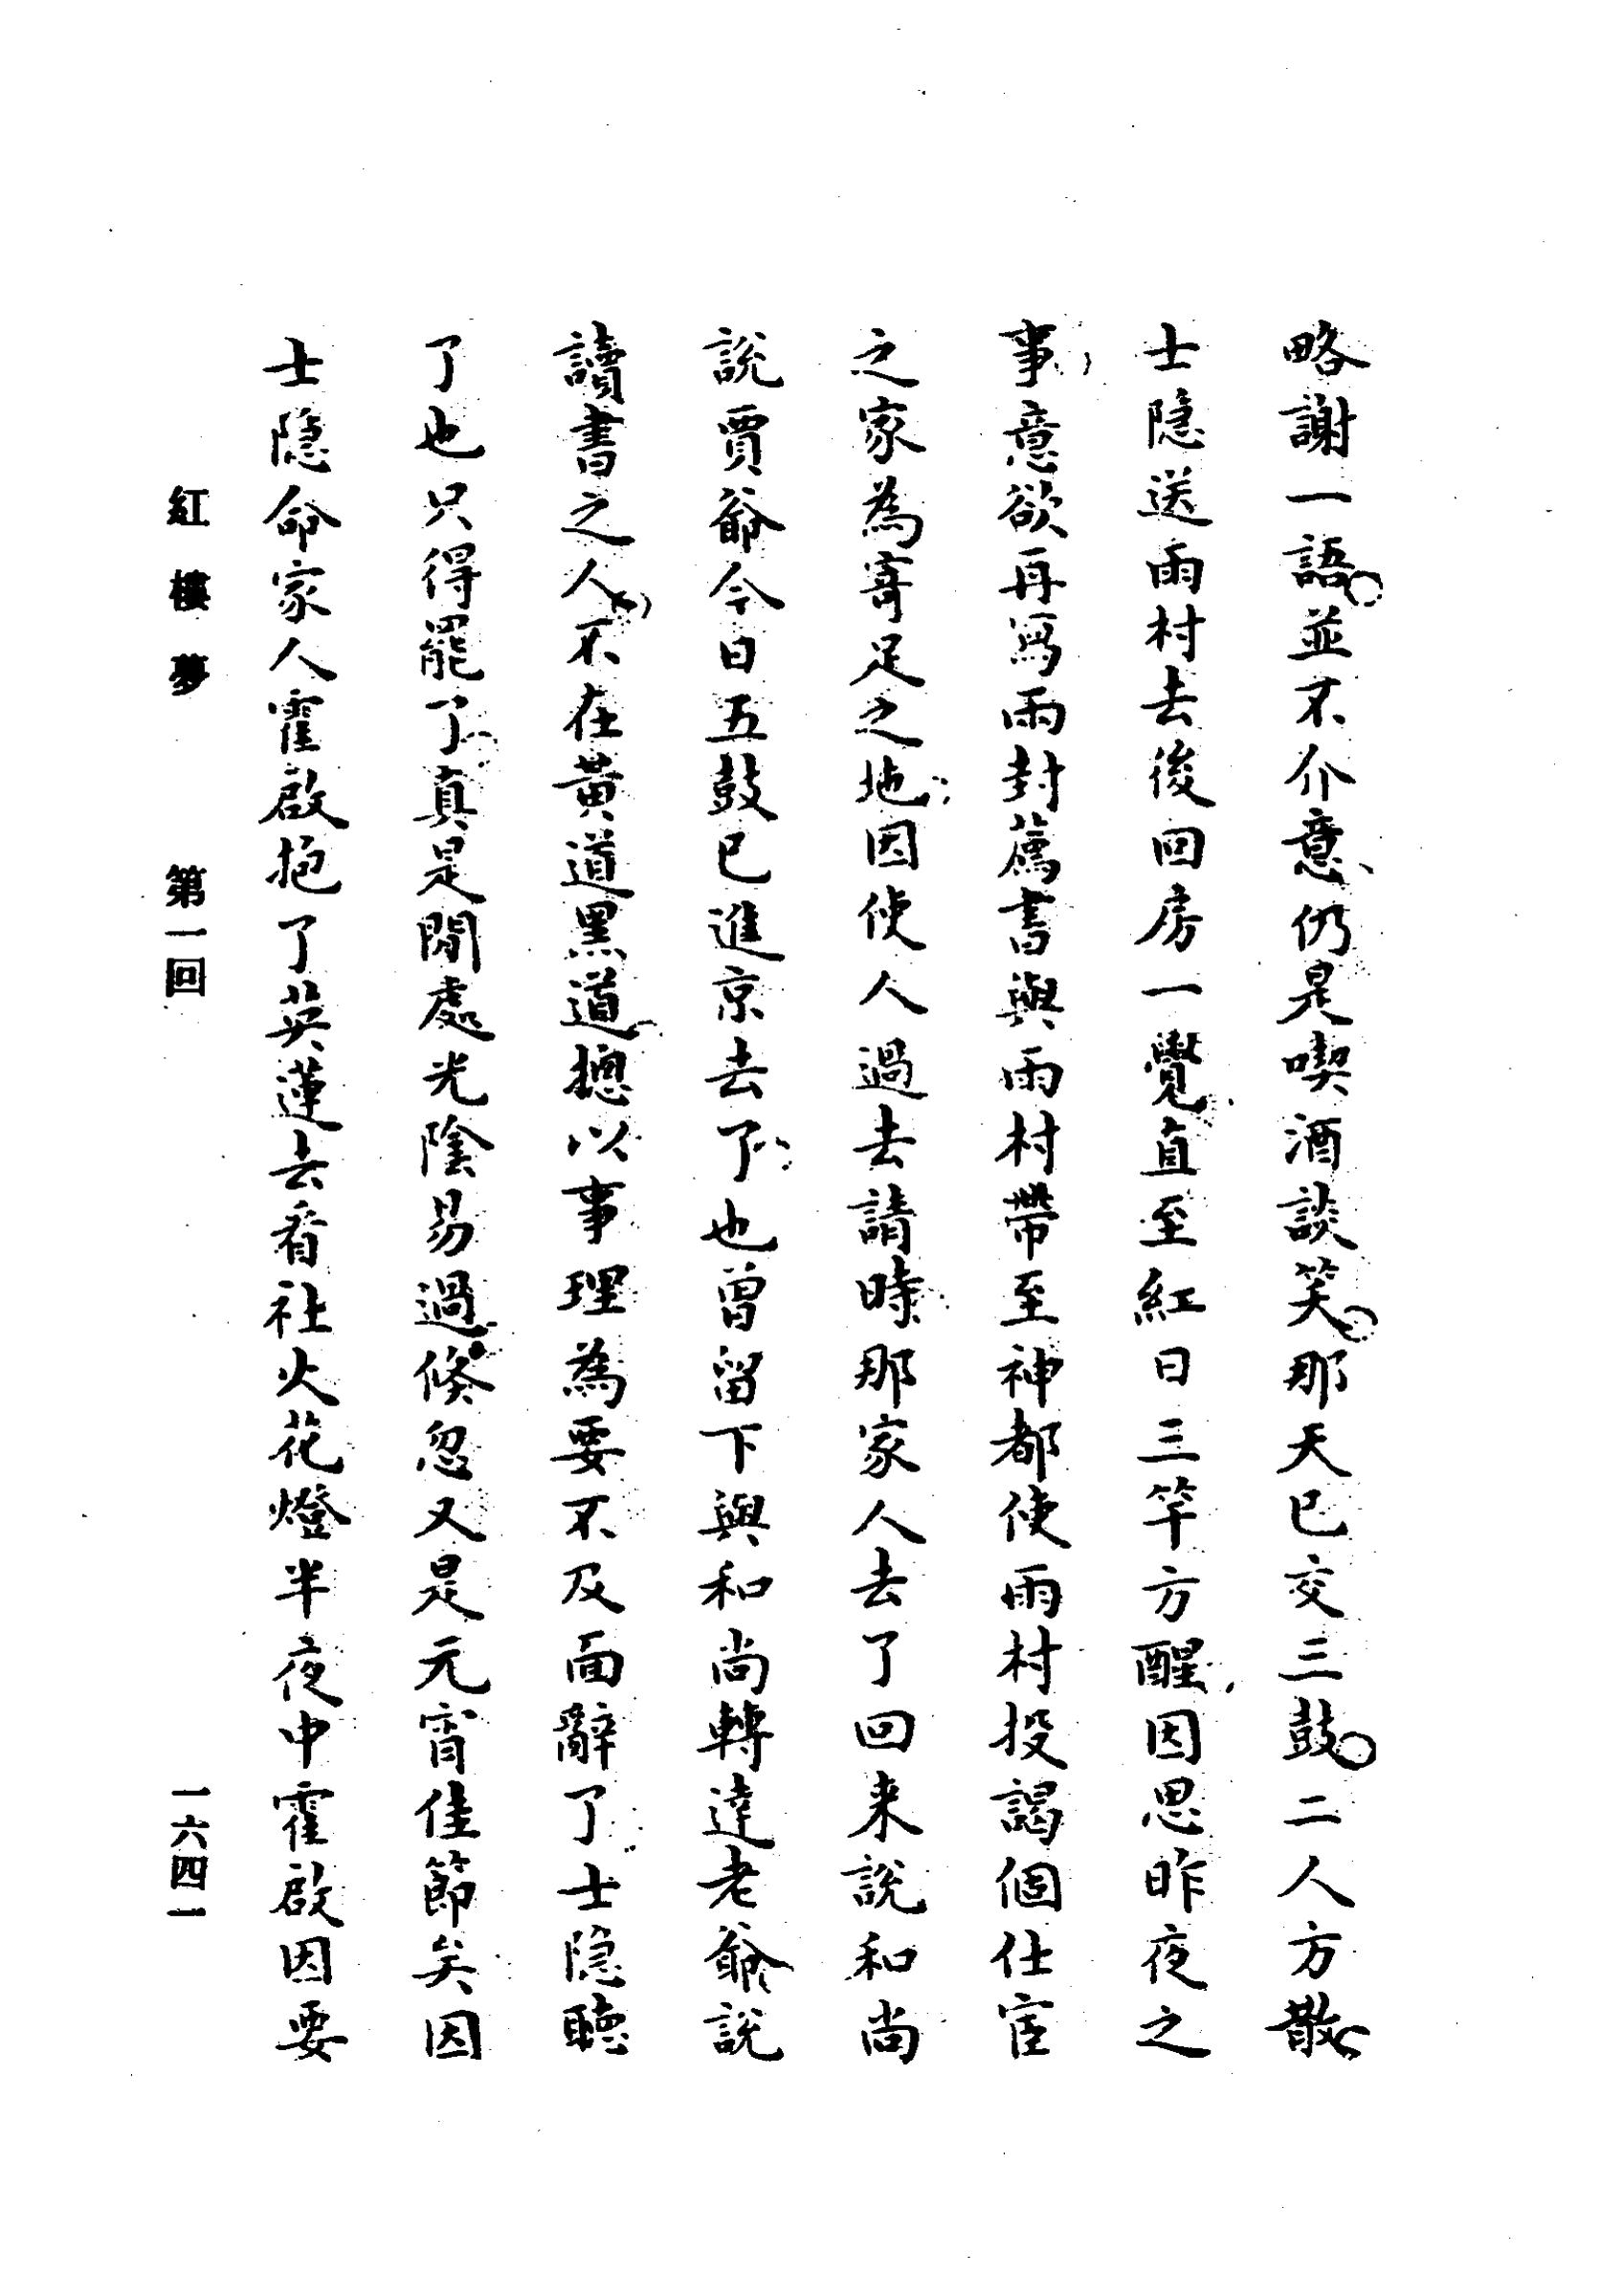 略謝一語並不介意仍是喫酒談笑那天已交三鼓二人方散
士隐送雨村去後回房一覺直至紅日三竿方醒因思昨夜之
事意欲再寫兩封薦書與雨村帶至神都使雨村投謁個仕宦
之家為寄足之地因使人過去請時那家人去了回来說和尚
說賈爺今日五鼓已進京去了也曾留下與和尚轉達老爺說
讀書之人不在黃道黑道摠以事理為要不及面辭了士隐聽
了也只得罷了真是閒處光陰易過倐忽又是元宵佳節矣因
士隐命家人霍啟抱了英蓮去看社火花燈半夜中霍啟因要
紅樓夢 第一回 一六四一